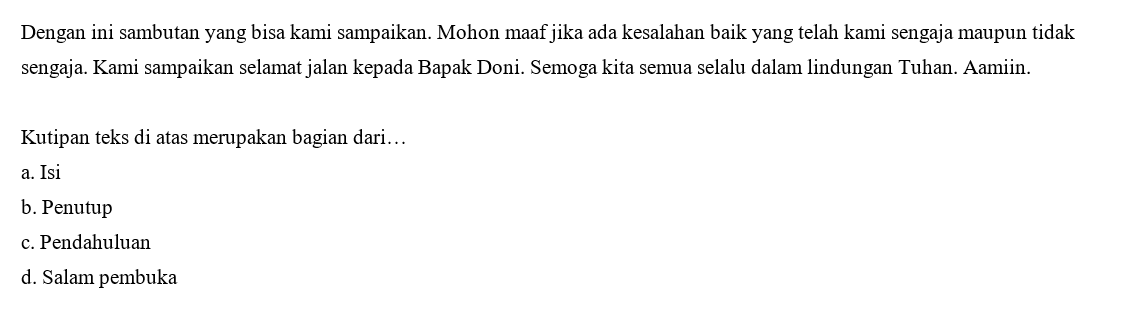 Dengan ini sambutan yang bisa kami sampaikan. Mohon maaf jika ada kesalahan baik yang telah kami sengaja maupun tidak
sengaja. Kami sampaikan selamat jalan kepada Bapak Doni. Semoga kita semua selalu dalam lindungan Tuhan. Aamiin.
Kutipan teks di atas merupakan bagian dari…
a. Isi
b. Penutup
c. Pendahuluan
d. Salam pembuka